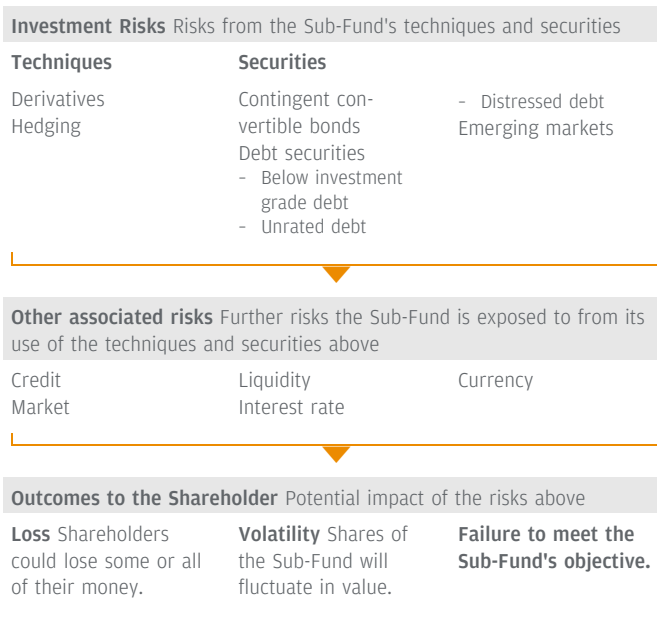 Investment Risks Risks from the Sub-Fund's techniques and securities
Techniques
Derivatives
Hedging
Securities
Contingent con-
vertible bonds
Debt securities
– Below investment
grade debt
– Unrated debt
– Distressed debt
Emerging markets
Other associated risks Further risks the Sub-Fund is exposed to from its
use of the techniques and securities above
Credit
Market
Liquidity
Interest rate
Currency
Outcomes to the Shareholder Potential impact of the risks above
Loss Shareholders
could lose some or all
of their money.
Volatility Shares of
the Sub-Fund will
fluctuate in value.
Failure to meet the
Sub-Fund's objective.